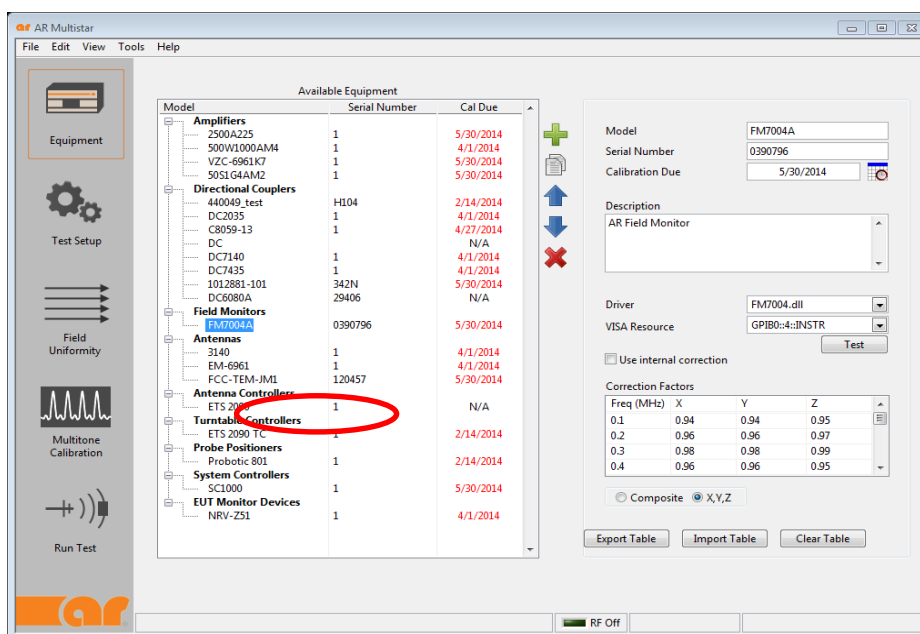 ar AR Multistar
File Edit View Tools Help
Equipment
Test Setup
Field
Uniformity
Multitone
Calibration
Run Test
ar
Available Equipment
Model Serial Number Cal Due
Amplifiers
2500A225 1 5/30/2014
500W1000AM4 1 4/1/2014
VZC-6961K7 1 5/30/2014
50S1G4AM2 1 5/30/2014
Directional Couplers
440049_test H104 2/14/2014
DC2035 1 4/1/2014
C8059-13 1 4/27/2014
DC N/A
DC7140 1 4/1/2014
DC7435 1 4/1/2014
1012881-101 342N 5/30/2014
DC6080A 29406 N/A
Field Monitors
FM7004A 0390796 5/30/2014
Antennas
3140 1 4/1/2014
EM-6961 1 4/1/2014
FCC-TEM-JM1 120457 5/30/2014
Antenna Controllers
ETS 2090 1 N/A
Turntable Controllers
ETS 2090 TC 1 2/14/2014
Probe Positioners
Probotic 801 1 2/14/2014
System Controllers
SC1000 1 5/30/2014
EUT Monitor Devices
NRV-Z51 1 4/1/2014
Model FM7004A
Serial Number 0390796
Calibration Due 5/30/2014
Description
AR Field Monitor
Driver FM7004.dll
VISA Resource GPIB0::4::INSTR
Test
Use internal correction
Correction Factors
Freq (MHz) X Y Z
0.1 0.94 0.94 0.95
0.2 0.96 0.96 0.97
0.3 0.98 0.98 0.99
0.4 0.96 0.96 0.95
Composite X,Y,Z
Export Table Import Table Clear Table
RF Off